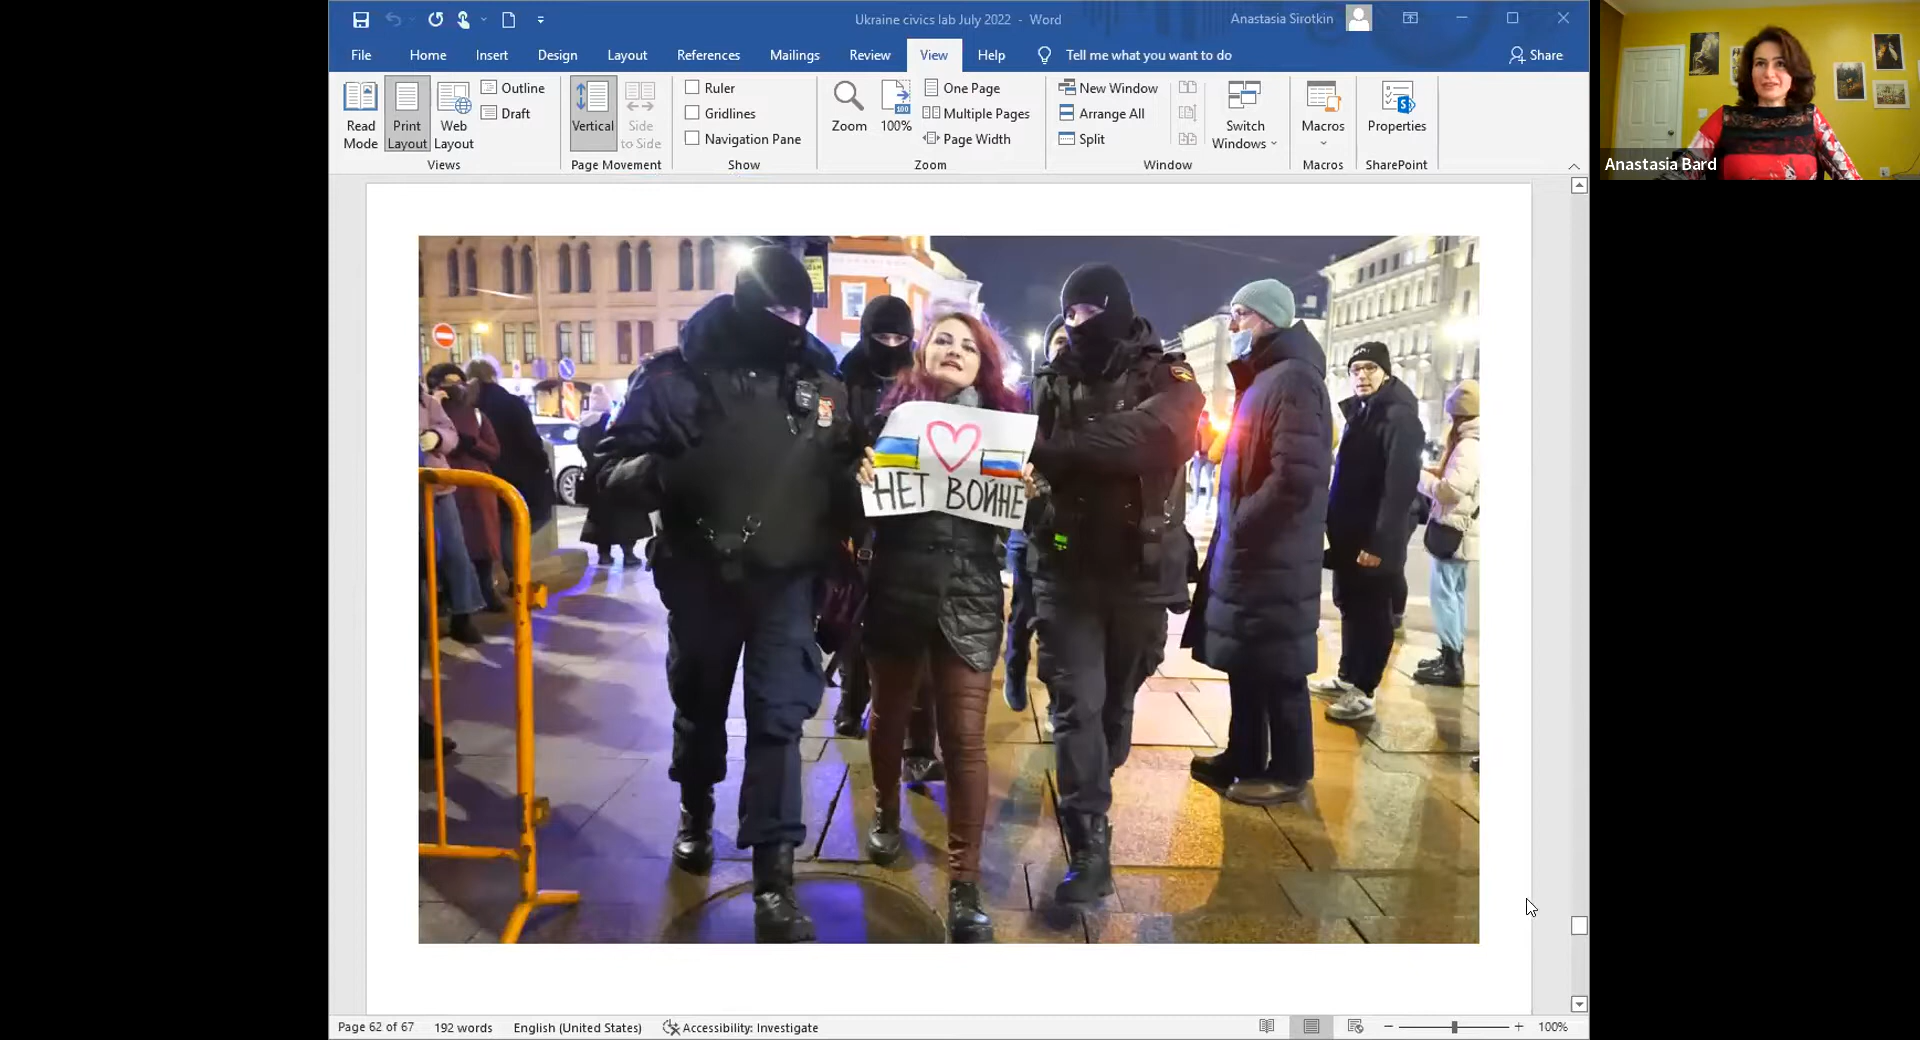 Ukraine civics lab July 2022 - Word
Anastasia Sirotkin
File Home Insert Design Layout References Mailings Review View Help Tell me what you want to do Share
Read Mode
Print Layout
Web Layout
Outline
Draft
Views
Vertical
Side to Side
Page Movement
Ruler
Gridlines
Navigation Pane
Show
Zoom
100
100%
One Page
Multiple Pages
Page Width
Zoom
New Window
Arrange All
Split
Switch Windows
Window
Macros
Macros
S
Properties
SharePoint
Anastasia Bard
НЕТ ВОЙНЕ
Page 62 of 67 192 words English (United States) Accessibility: Investigate 100%